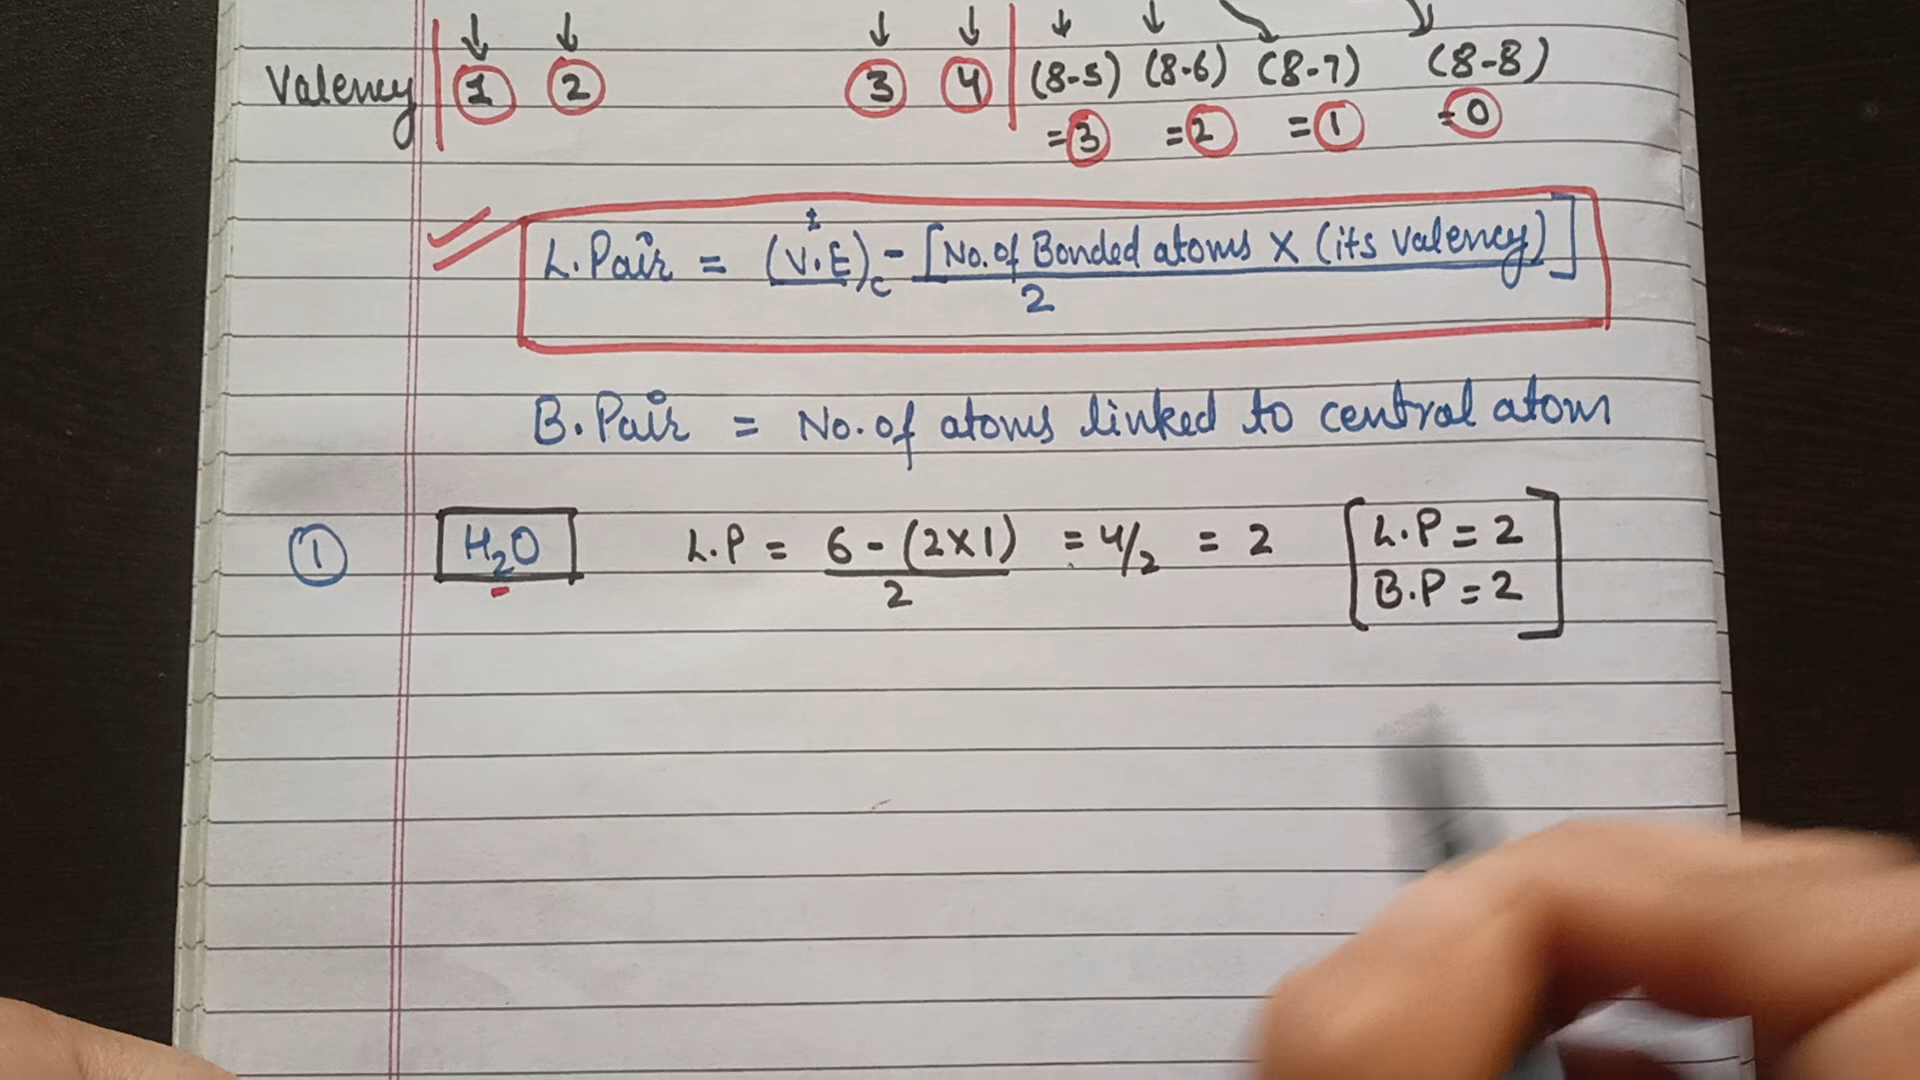 Valency 1 2 3 4 (8-5) (8-6) (8-7) (8-8)
=3 =2 =1 =0
L.Pair = (V.E)c - [No. of Bonded atoms X (its valency)]
2
B.Pair = No. of atoms linked to central atom
1 H2O L.P = 6 - (2X1) = 4/2 = 2 [L.P = 2
2 B.P = 2]